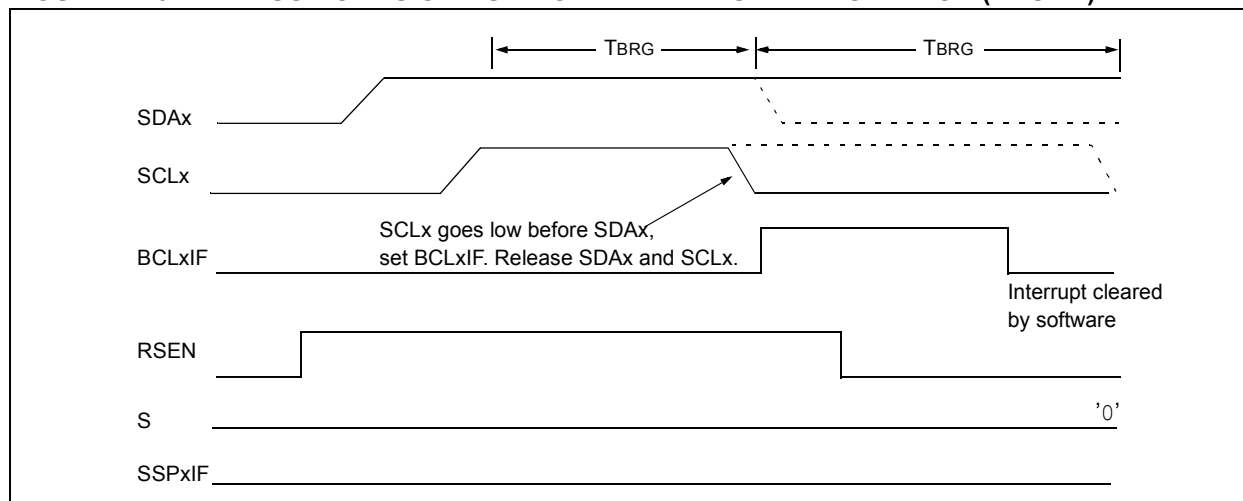 TBRG
TBRG
SDAx
SCLx
SCLx goes low before SDAx,
set BCLxIF. Release SDAx and SCLx.
BCLxIF
Interrupt cleared
by software
RSEN
S
’0’
SSPxIF